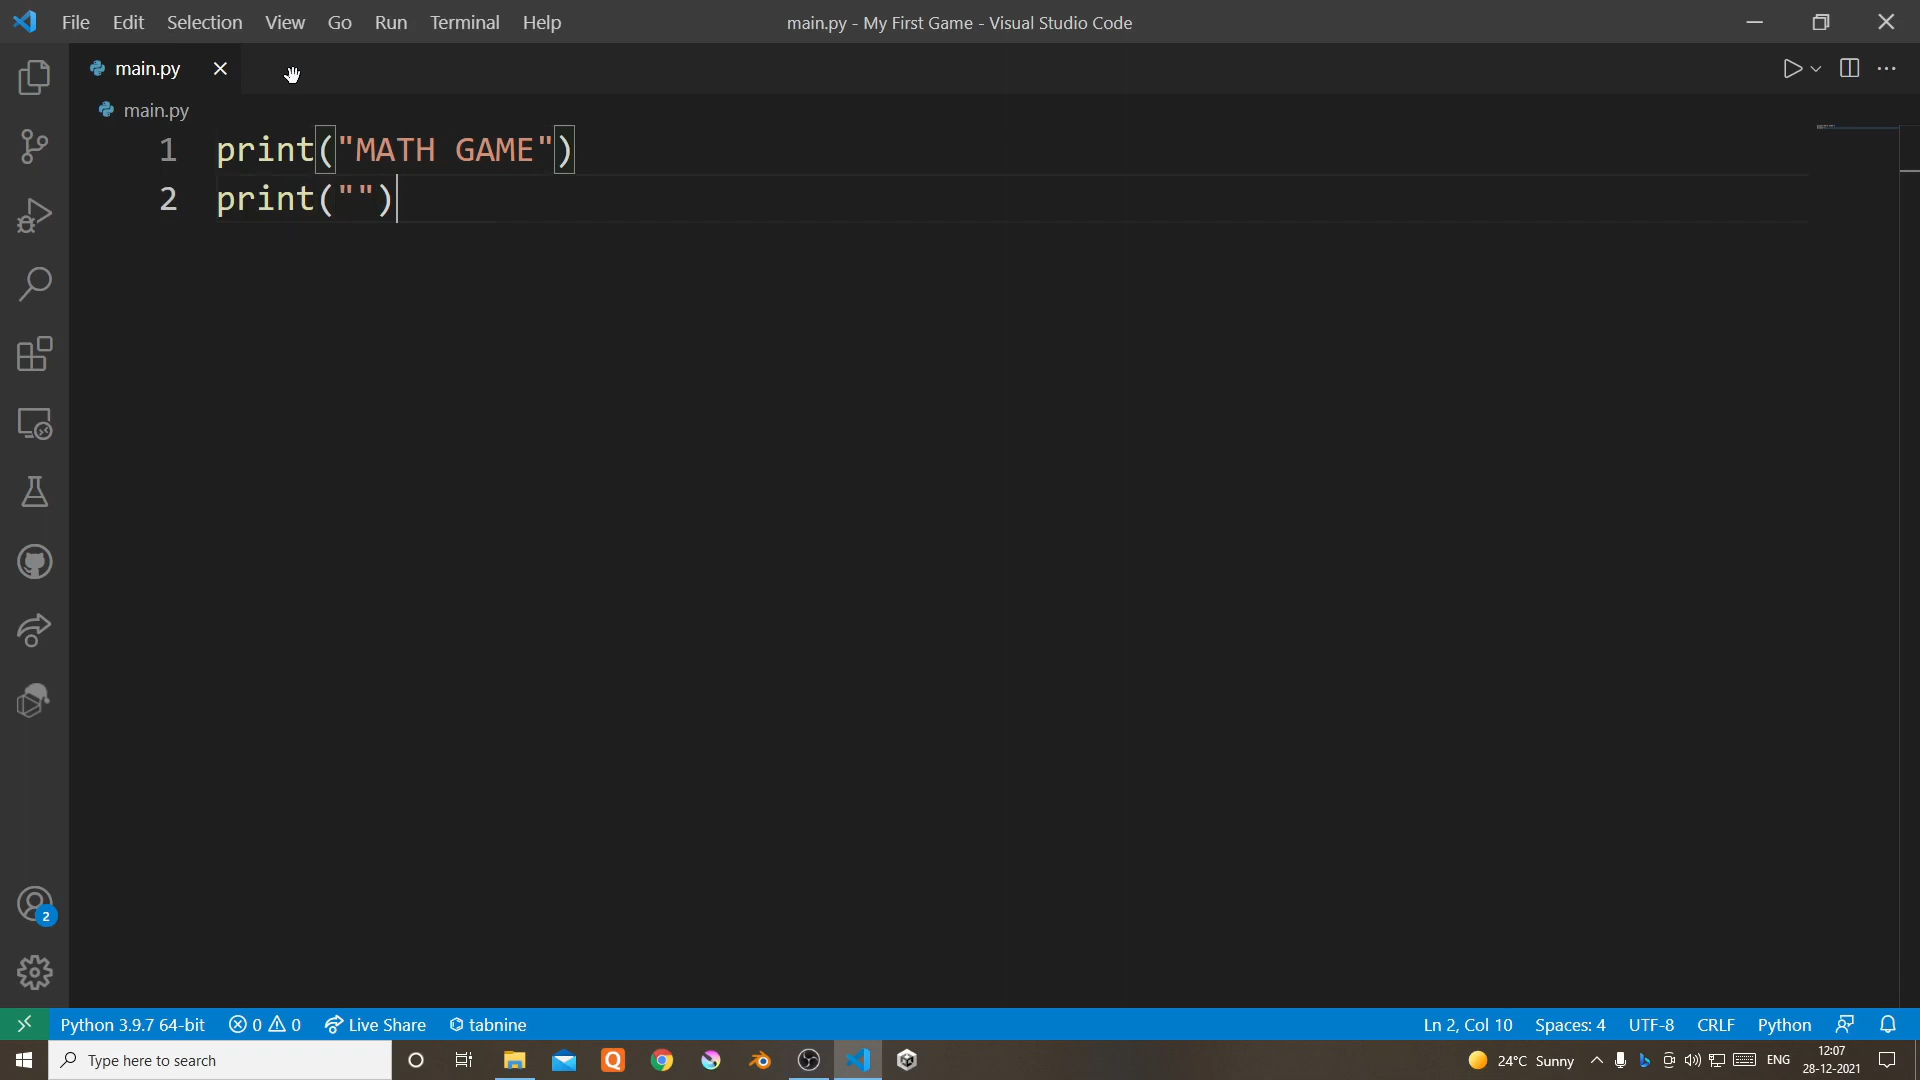 File Edit Selection View Go Run Terminal Help
main.py - My First Game - Visual Studio Code
main.py
main.py
1 print("MATH GAME")
2 print("")
2
Python 3.9.7 64-bit 0 0 Live Share tabnine
Ln 2, Col 10 Spaces: 4 UTF-8 CRLF Python
Type here to search
24°C Sunny
ENG
12:07
28-12-2021